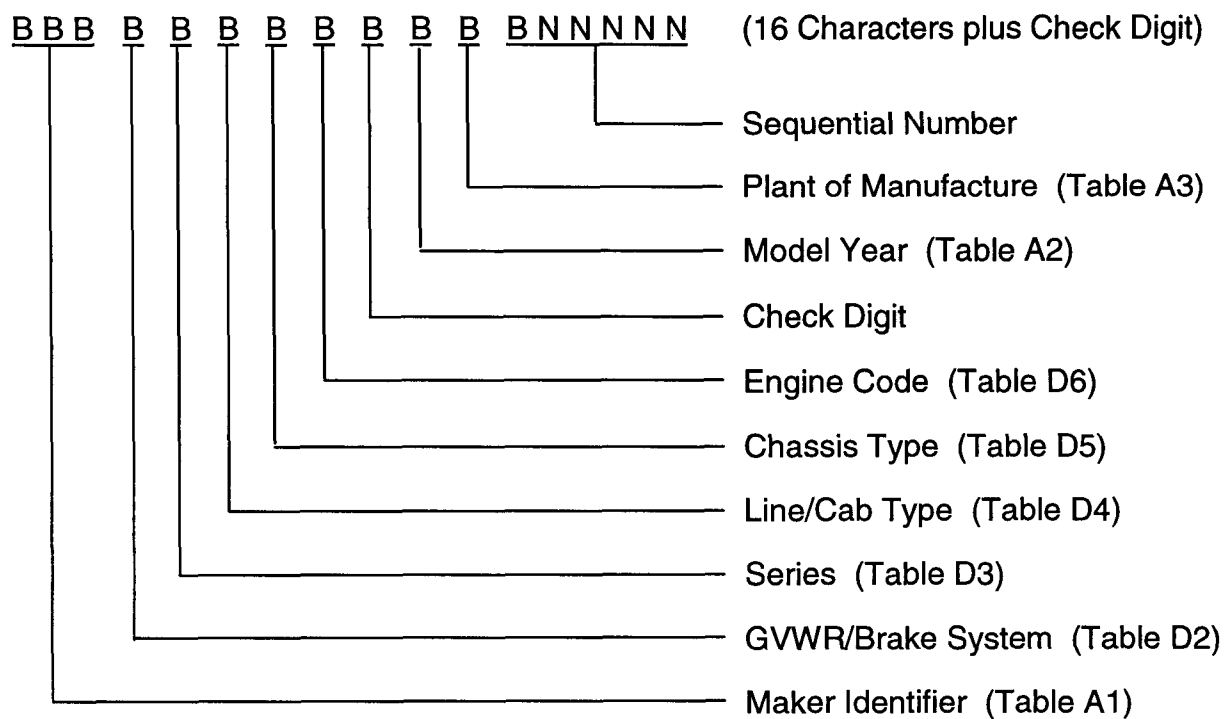 BBB B B B B B B B B BNNNNN (16 Characters plus Check Digit)
Sequential Number
Plant of Manufacture (Table A3)
Model Year (Table A2)
Check Digit
Engine Code (Table D6)
Chassis Type (Table D5)
Line/Cab Type (Table D4)
Series (Table D3)
GVWR/Brake System (Table D2)
Maker Identifier (Table A1)